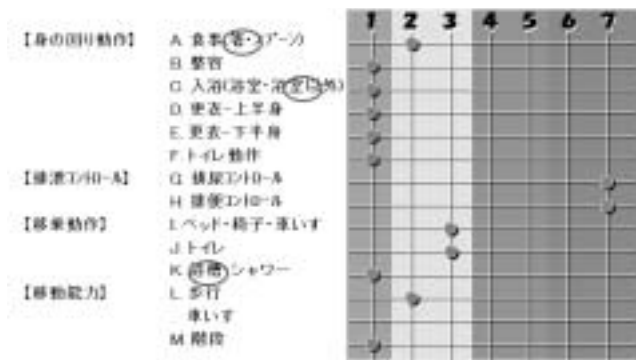 1 2 3 4 5 6 7
【身の回り動作】 A. 食事(箸・スプーン)
B. 整容
C. 入浴(浴室・浴室以外)
D. 更衣-上半身
E. 更衣-下半身
F. トイレ動作
【排泄コントロール】 G. 排尿コントロール
H. 排便コントロール
【移乗動作】 I. ベッド・椅子・車いす
J. トイレ
K. 浴槽・シャワー
【移動能力】 L. 歩行
車いす
M. 階段